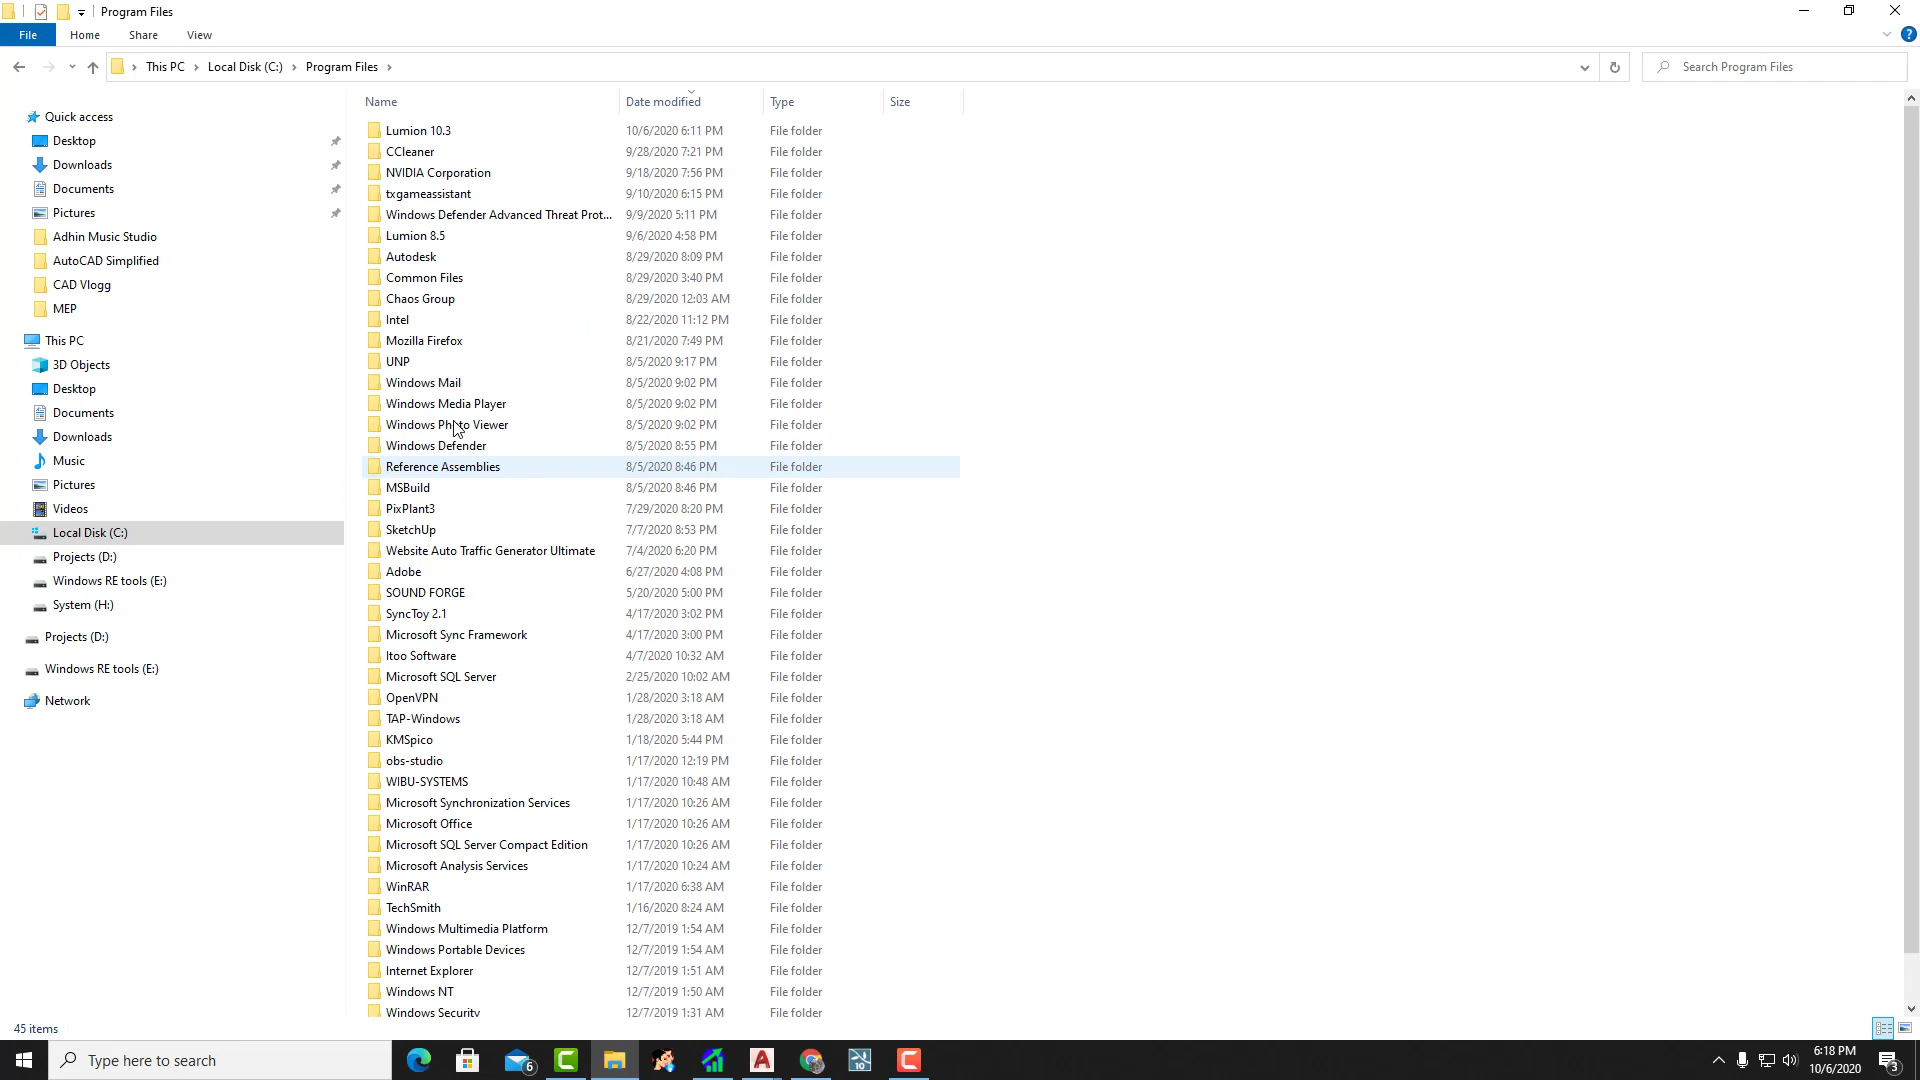 Program Files
File Home Share View
This PC Local Disk (C:) Program Files
Search Program Files
Name Date modified Type Size
Quick access
Desktop
Downloads
Documents
Pictures
Adhin Music Studio
AutoCAD Simplified
CAD Vlogg
MEP
This PC
3D Objects
Desktop
Documents
Downloads
Music
Pictures
Videos
Local Disk (C:)
Projects (D:)
Windows RE tools (E:)
System (H:)
Projects (D:)
Windows RE tools (E:)
Network
Lumion 10.3 10/6/2020 6:11 PM File folder
CCleaner 9/28/2020 7:21 PM File folder
NVIDIA Corporation 9/18/2020 7:56 PM File folder
txgameassistant 9/10/2020 6:15 PM File folder
Windows Defender Advanced Threat Prot... 9/9/2020 5:11 PM File folder
Lumion 8.5 9/6/2020 4:58 PM File folder
Autodesk 8/29/2020 8:09 PM File folder
Common Files 8/29/2020 3:40 PM File folder
Chaos Group 8/29/2020 12:03 AM File folder
Intel 8/22/2020 11:12 PM File folder
Mozilla Firefox 8/21/2020 7:49 PM File folder
UNP 8/5/2020 9:17 PM File folder
Windows Mail 8/5/2020 9:02 PM File folder
Windows Media Player 8/5/2020 9:02 PM File folder
Windows Photo Viewer 8/5/2020 9:02 PM File folder
Windows Defender 8/5/2020 8:55 PM File folder
Reference Assemblies 8/5/2020 8:46 PM File folder
MSBuild 8/5/2020 8:46 PM File folder
PixPlant3 7/29/2020 8:20 PM File folder
SketchUp 7/7/2020 8:53 PM File folder
Website Auto Traffic Generator Ultimate 7/4/2020 6:20 PM File folder
Adobe 6/27/2020 4:08 PM File folder
SOUND FORGE 5/20/2020 5:00 PM File folder
SyncToy 2.1 4/17/2020 3:02 PM File folder
Microsoft Sync Framework 4/17/2020 3:00 PM File folder
Itoo Software 4/7/2020 10:32 AM File folder
Microsoft SQL Server 2/25/2020 10:02 AM File folder
OpenVPN 1/28/2020 3:18 AM File folder
TAP-Windows 1/28/2020 3:18 AM File folder
KMSpico 1/18/2020 5:44 PM File folder
obs-studio 1/17/2020 12:19 PM File folder
WIBU-SYSTEMS 1/17/2020 10:48 AM File folder
Microsoft Synchronization Services 1/17/2020 10:26 AM File folder
Microsoft Office 1/17/2020 10:26 AM File folder
Microsoft SQL Server Compact Edition 1/17/2020 10:26 AM File folder
Microsoft Analysis Services 1/17/2020 10:24 AM File folder
WinRAR 1/17/2020 6:38 AM File folder
TechSmith 1/16/2020 8:24 AM File folder
Windows Multimedia Platform 12/7/2019 1:54 AM File folder
Windows Portable Devices 12/7/2019 1:54 AM File folder
Internet Explorer 12/7/2019 1:51 AM File folder
Windows NT 12/7/2019 1:50 AM File folder
Windows Security 12/7/2019 1:31 AM File folder
45 items
Type here to search
6
10
6:18 PM
10/6/2020
3